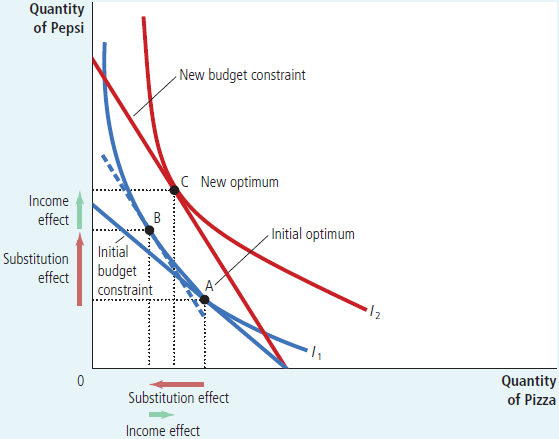 Quantity
of Pepsi
New budget constraint
C New optimum
Income
effect
B
Initial optimum
Substitution
effect
Initial
budget
constraint
A
I2
I1
0
Quantity
of Pizza
Substitution effect
Income effect